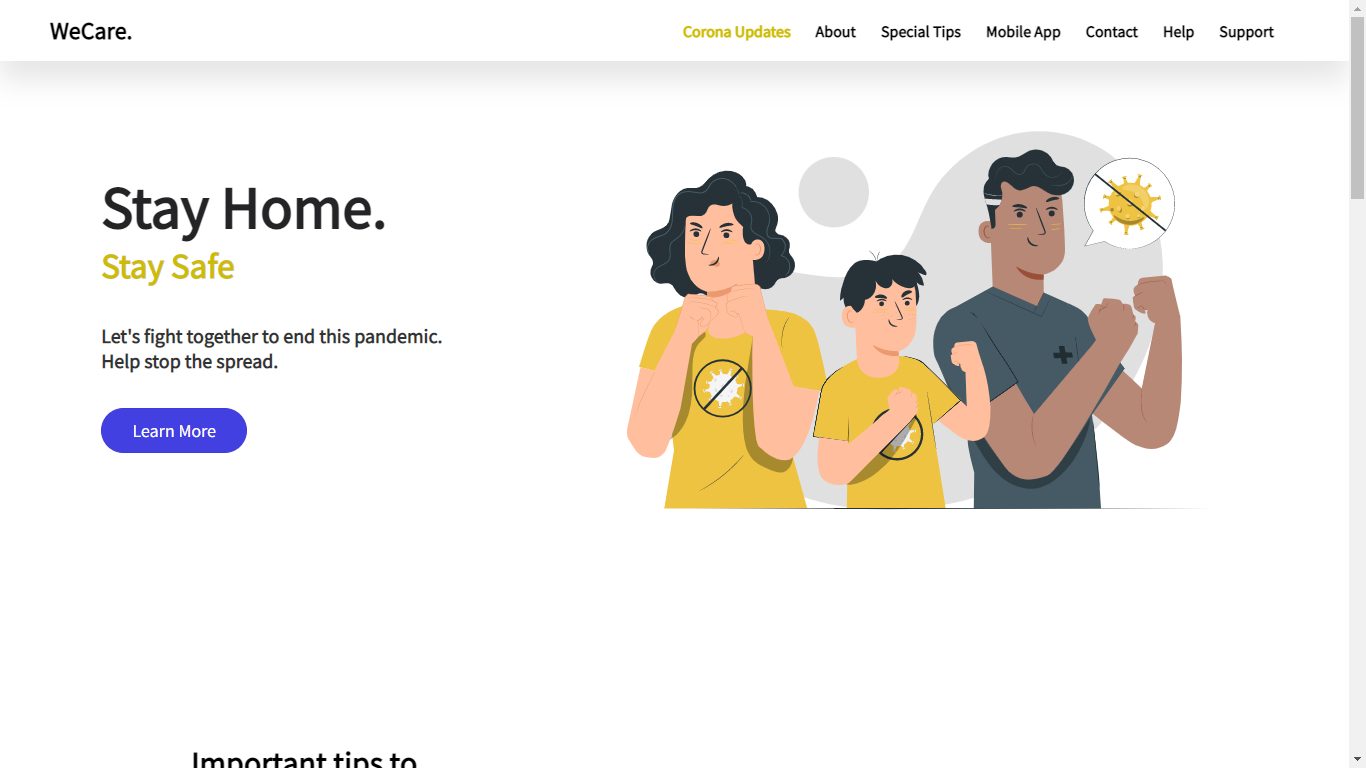 WeCare.
Corona Updates About Special Tips Mobile App Contact Help Support
Stay Home.
Stay Safe
Let's fight together to end this pandemic.
Help stop the spread.
Learn More
Important tips to